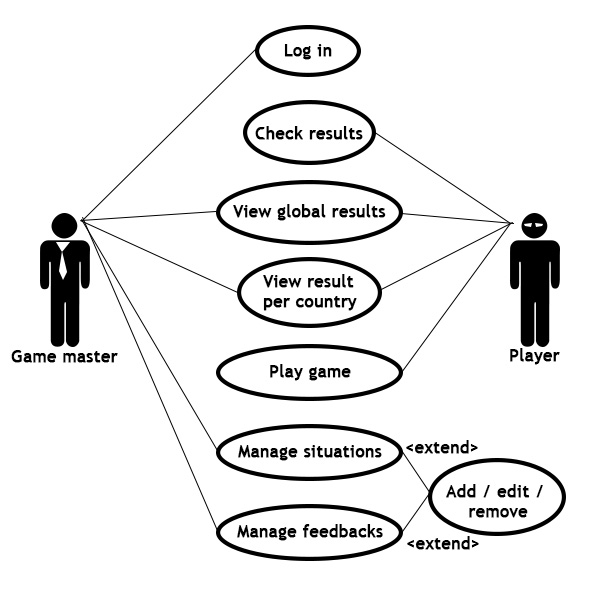 Log in
Check results
View global results
View result
per country
Game master
Player
Play game
Manage situations
<extend>
Add / edit /
remove
Manage feedbacks
<extend>